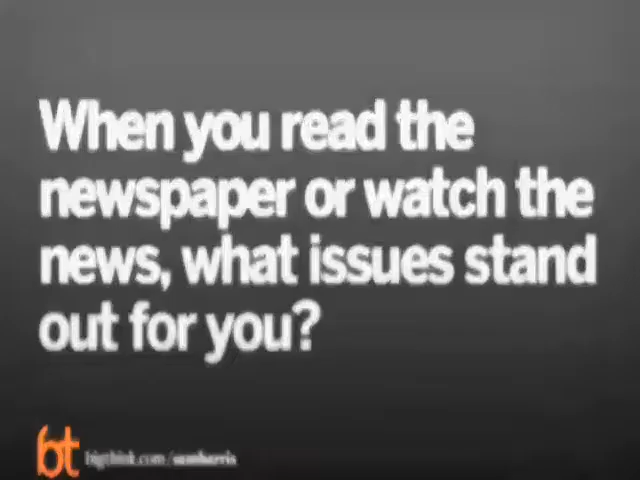 When you read the
newspaper or watch the
news, what issues stand
out for you?
bt
bigthink.com/samharris